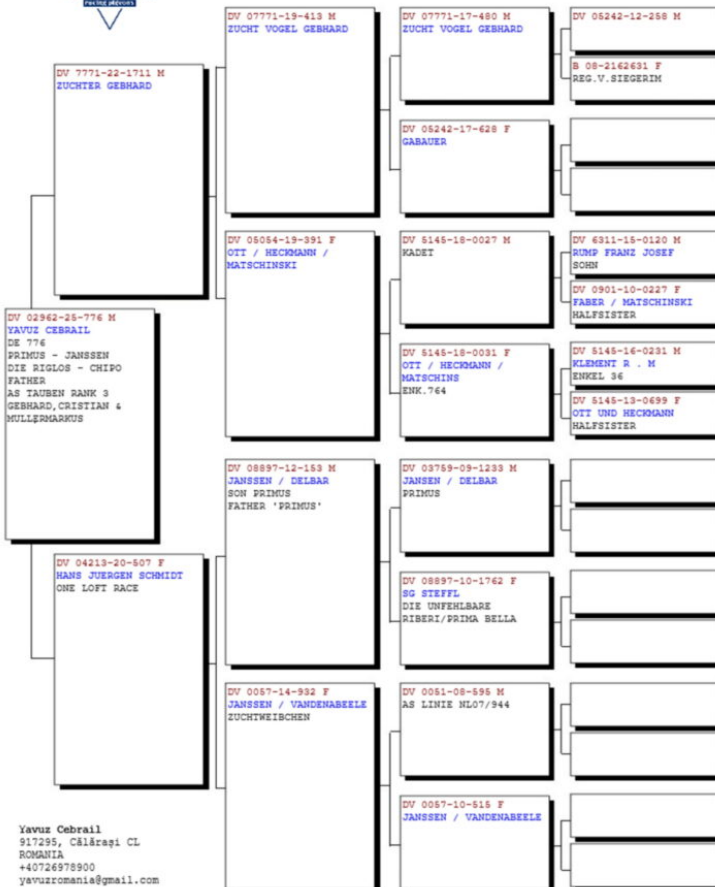 racing pigeons
DV 02962-25-776 M
YAVUZ CEBRAIL
DE 776
PRIMUS - JANSSEN
DIE RIGLOS - CHIPO
FATHER
AS TAUBEN RANK 3
GEBHARD,CRISTIAN &
MULLERMARKUS
DV 7771-22-1711 M
ZUCHTER GEBHARD
DV 04213-20-507 F
HANS JUERGEN SCHMIDT
ONE LOFT RACE
DV 07771-19-413 M
ZUCHT VOGEL GEBHARD
DV 05054-19-391 F
OTT / HECKMANN /
MATSCHINSKI
DV 08897-12-153 M
JANSSEN / DELBAR
SON PRIMUS
FATHER 'PRIMUS'
DV 0057-14-932 F
JANSSEN / VANDENABEELE
ZUCHTWEIBCHEN
DV 07771-17-480 M
ZUCHT VOGEL GEBHARD
DV 05242-17-628 F
GABAUER
DV 5145-18-0027 M
KADET
DV 5145-18-0031 F
OTT / HECKMANN /
MATSCHINS
ENK.764
DV 03759-09-1233 M
JANSEN / DELBAR
PRIMUS
DV 08897-10-1762 F
SG STEFFL
DIE UNFEHLBARE
RIBERI/PRIMA BELLA
DV 0051-08-595 M
AS LINIE NL07/944
DV 0057-10-515 F
JANSSEN / VANDENABEELE
DV 05242-12-258 M
B 08-2162631 F
REG.V.SIEGERIM
DV 6311-15-0120 M
RUMP FRANZ JOSEF
SOHN
DV 0901-10-0227 F
FABER / MATSCHINSKI
HALFSISTER
DV 5145-16-0231 M
KLEMENT R . M
ENKEL 36
DV 5145-13-0699 F
OTT UND HECKMANN
HALFSISTER
Yavuz Cebrail
917295, Călărași CL
ROMANIA
+40726978900
yavuzromania@gmail.com